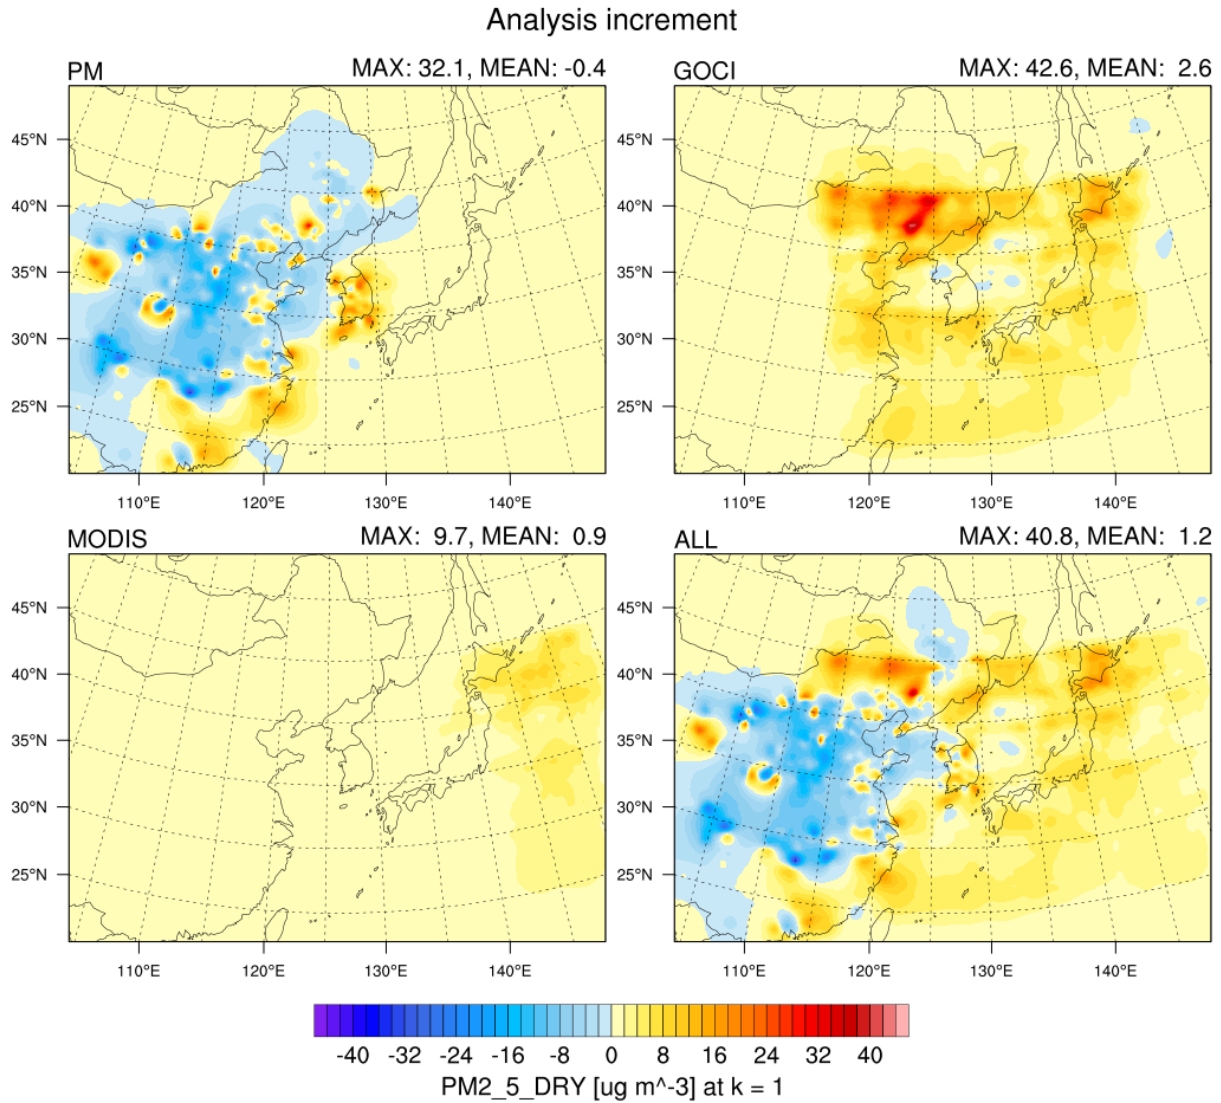 Analysis increment
PM MAX: 32.1, MEAN: -0.4
GOCI MAX: 42.6, MEAN: 2.6
45°N 45°N
40°N 40°N
35°N 35°N
30°N 30°N
25°N 25°N
110°E 120°E 130°E 140°E 110°E 120°E 130°E 140°E
MODIS MAX: 9.7, MEAN: 0.9
ALL MAX: 40.8, MEAN: 1.2
45°N 45°N
40°N 40°N
35°N 35°N
30°N 30°N
25°N 25°N
110°E 120°E 130°E 140°E 110°E 120°E 130°E 140°E
-40 -32 -24 -16 -8 0 8 16 24 32 40
PM2_5_DRY [ug m^-3] at k = 1